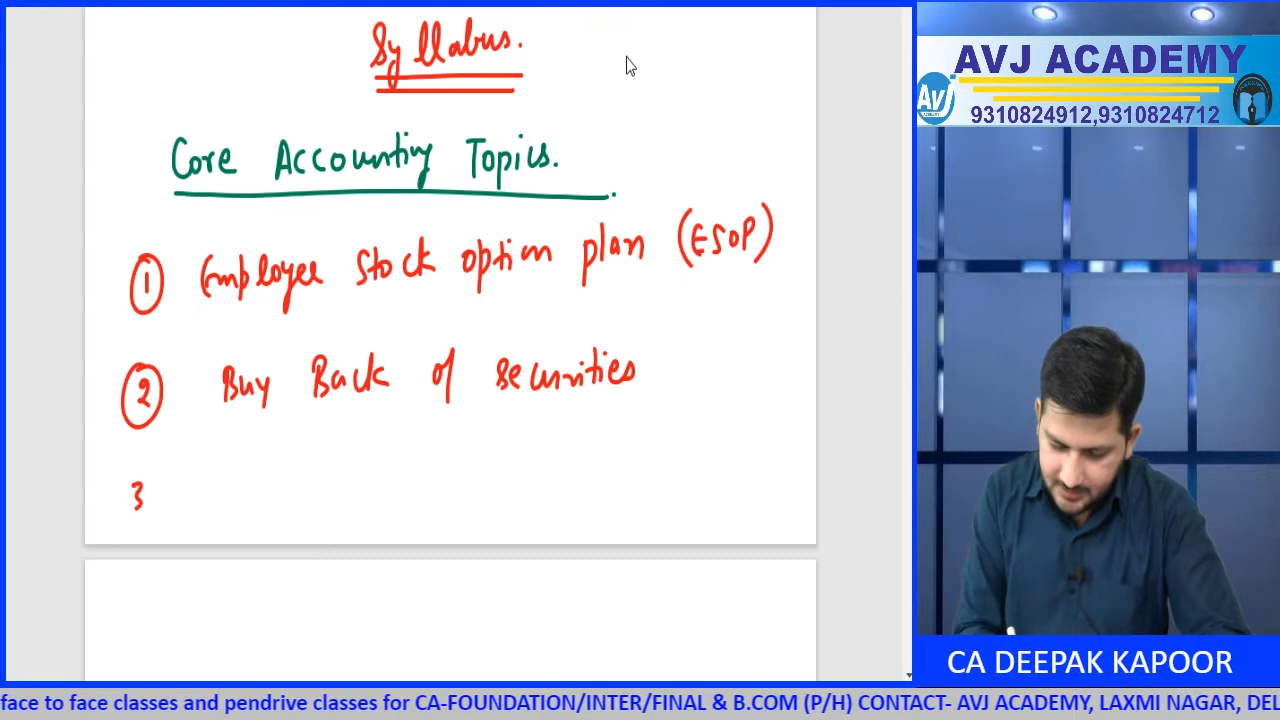 Syllabus.
Core Accounting Topics.
① Employee Stock option plan (ESOP)
② Buy Back of securities
3
AVJ ACADEMY
AVJ
ACADEMY
9310824912,9310824712
CA DEEPAK KAPOOR
face to face classes and pendrive classes for CA-FOUNDATION/INTER/FINAL & B.COM (P/H) CONTACT- AVJ ACADEMY, LAXMI NAGAR, DEL